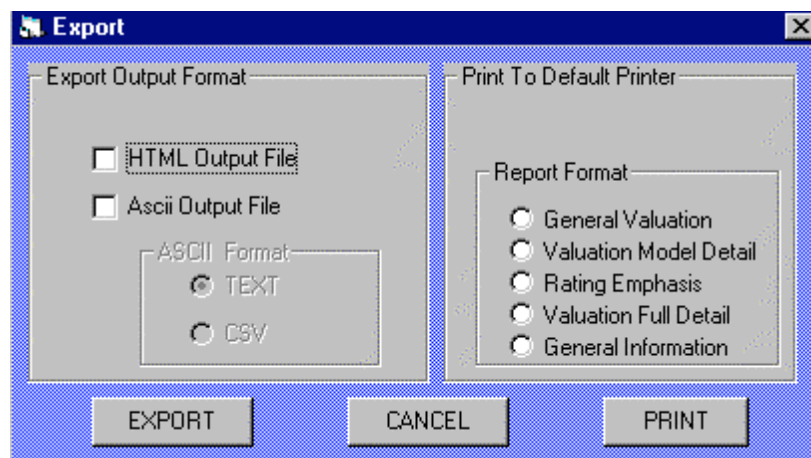 Export
Export Output Format
HTML Output File
Ascii Output File
ASCII Format
TEXT
CSV
Print To Default Printer
Report Format
General Valuation
Valuation Model Detail
Rating Emphasis
Valuation Full Detail
General Information
EXPORT
CANCEL
PRINT